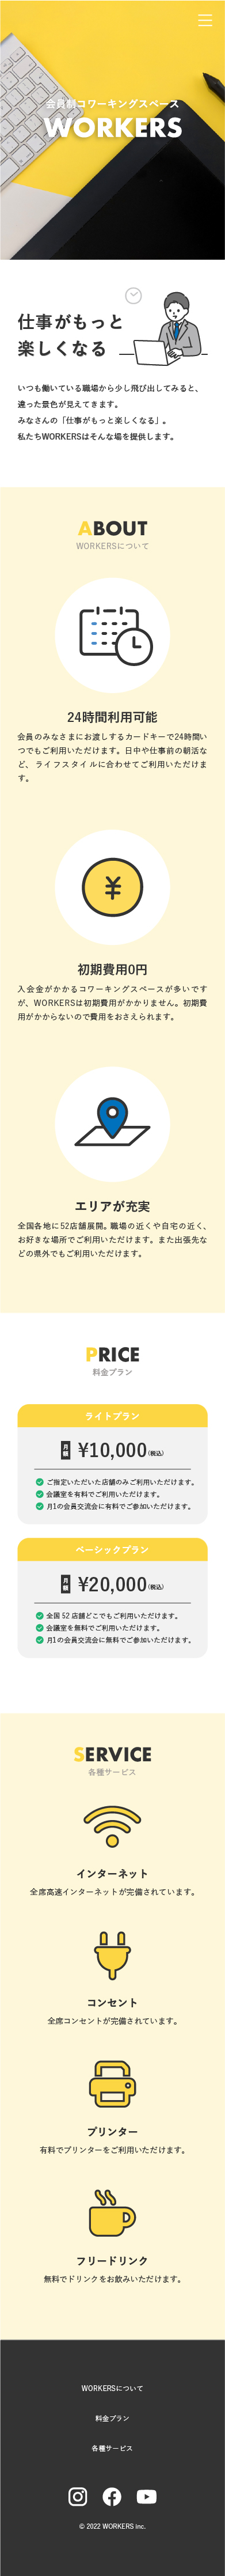 会員制コワーキングスペース
WORKERS
仕事がもっと
楽しくなる
いつも働いている職場から少し飛び出してみると、
違った景色が見えてきます。
みなさんの「仕事がもっと楽しくなる」。
私たちWORKERSはそんな場を提供します。
ABOUT
WORKERSについて
24時間利用可能
会員のみなさまにお渡しするカードキーで24時間い
つでもご利用いただけます。日中や仕事前の朝活な
ど、ライフスタイルに合わせてご利用いただけま
す。
初期費用0円
入会金がかかるコワーキングスペースが多いです
が、WORKERSは初期費用がかかりません。初期費
用がかからないので費用をおさえられます。
エリアが充実
全国各地に52店舗展開。職場の近くや自宅の近く、
お好きな場所でご利用いただけます。また出張先な
どの県外でもご利用いただけます。
PRICE
料金プラン
ライトプラン
月額 ¥10,000(税込)
ご指定いただいた店舗のみご利用いただけます。
会議室を有料でご利用いただけます。
月1の会員交流会に有料でご参加いただけます。
ベーシックプラン
月額 ¥20,000(税込)
全国 52 店舗どこでもご利用いただけます。
会議室を無料でご利用いただけます。
月1の会員交流会に無料でご参加いただけます。
SERVICE
各種サービス
インターネット
全席高速インターネットが完備されています。
コンセント
全席コンセントが完備されています。
プリンター
有料でプリンターをご利用いただけます。
フリードリンク
無料でドリンクをお飲みいただけます。
WORKERSについて
料金プラン
各種サービス
© 2022 WORKERS inc.